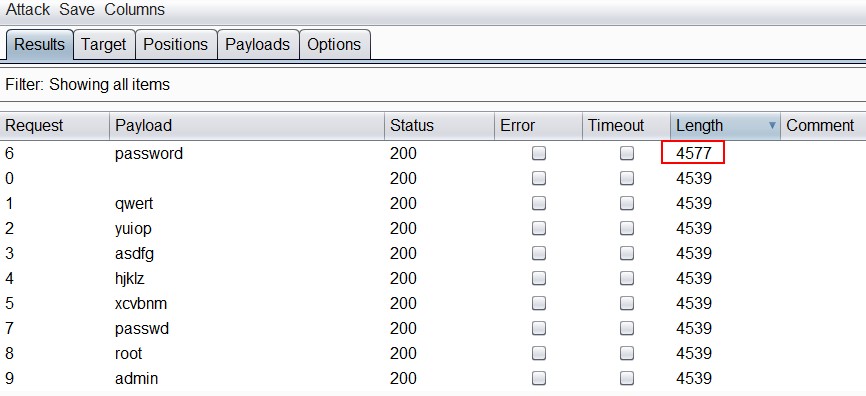 Attack Save Columns
Results Target Positions Payloads Options
Filter: Showing all items
Request Payload Status Error Timeout Length Comment
6 password 200 4577
0 200 4539
1 qwert 200 4539
2 yuiop 200 4539
3 asdfg 200 4539
4 hjklz 200 4539
5 xcvbnm 200 4539
7 passwd 200 4539
8 root 200 4539
9 admin 200 4539